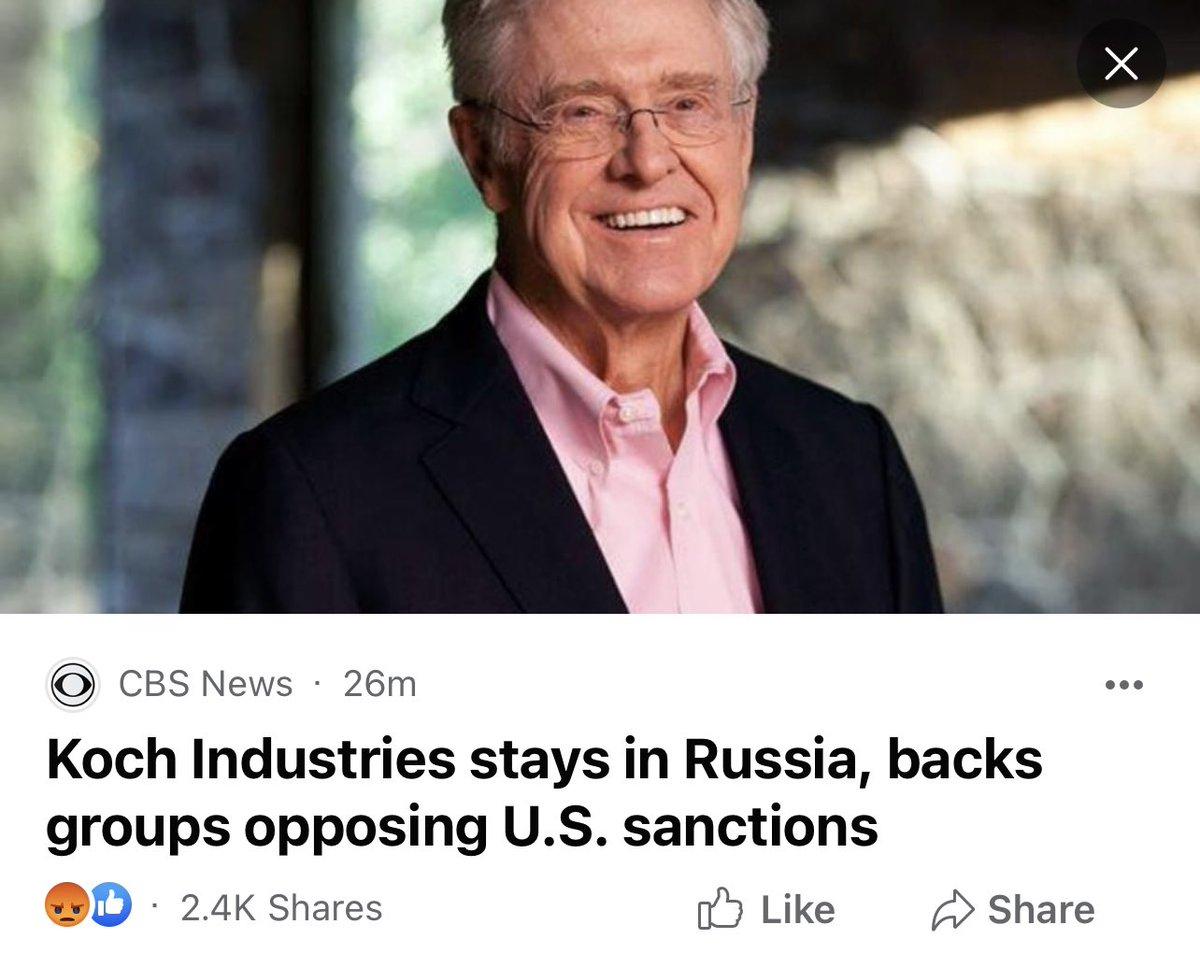 CBS News · 26m
Koch Industries stays in Russia, backs
groups opposing U.S. sanctions
· 2.4K Shares
Like
Share